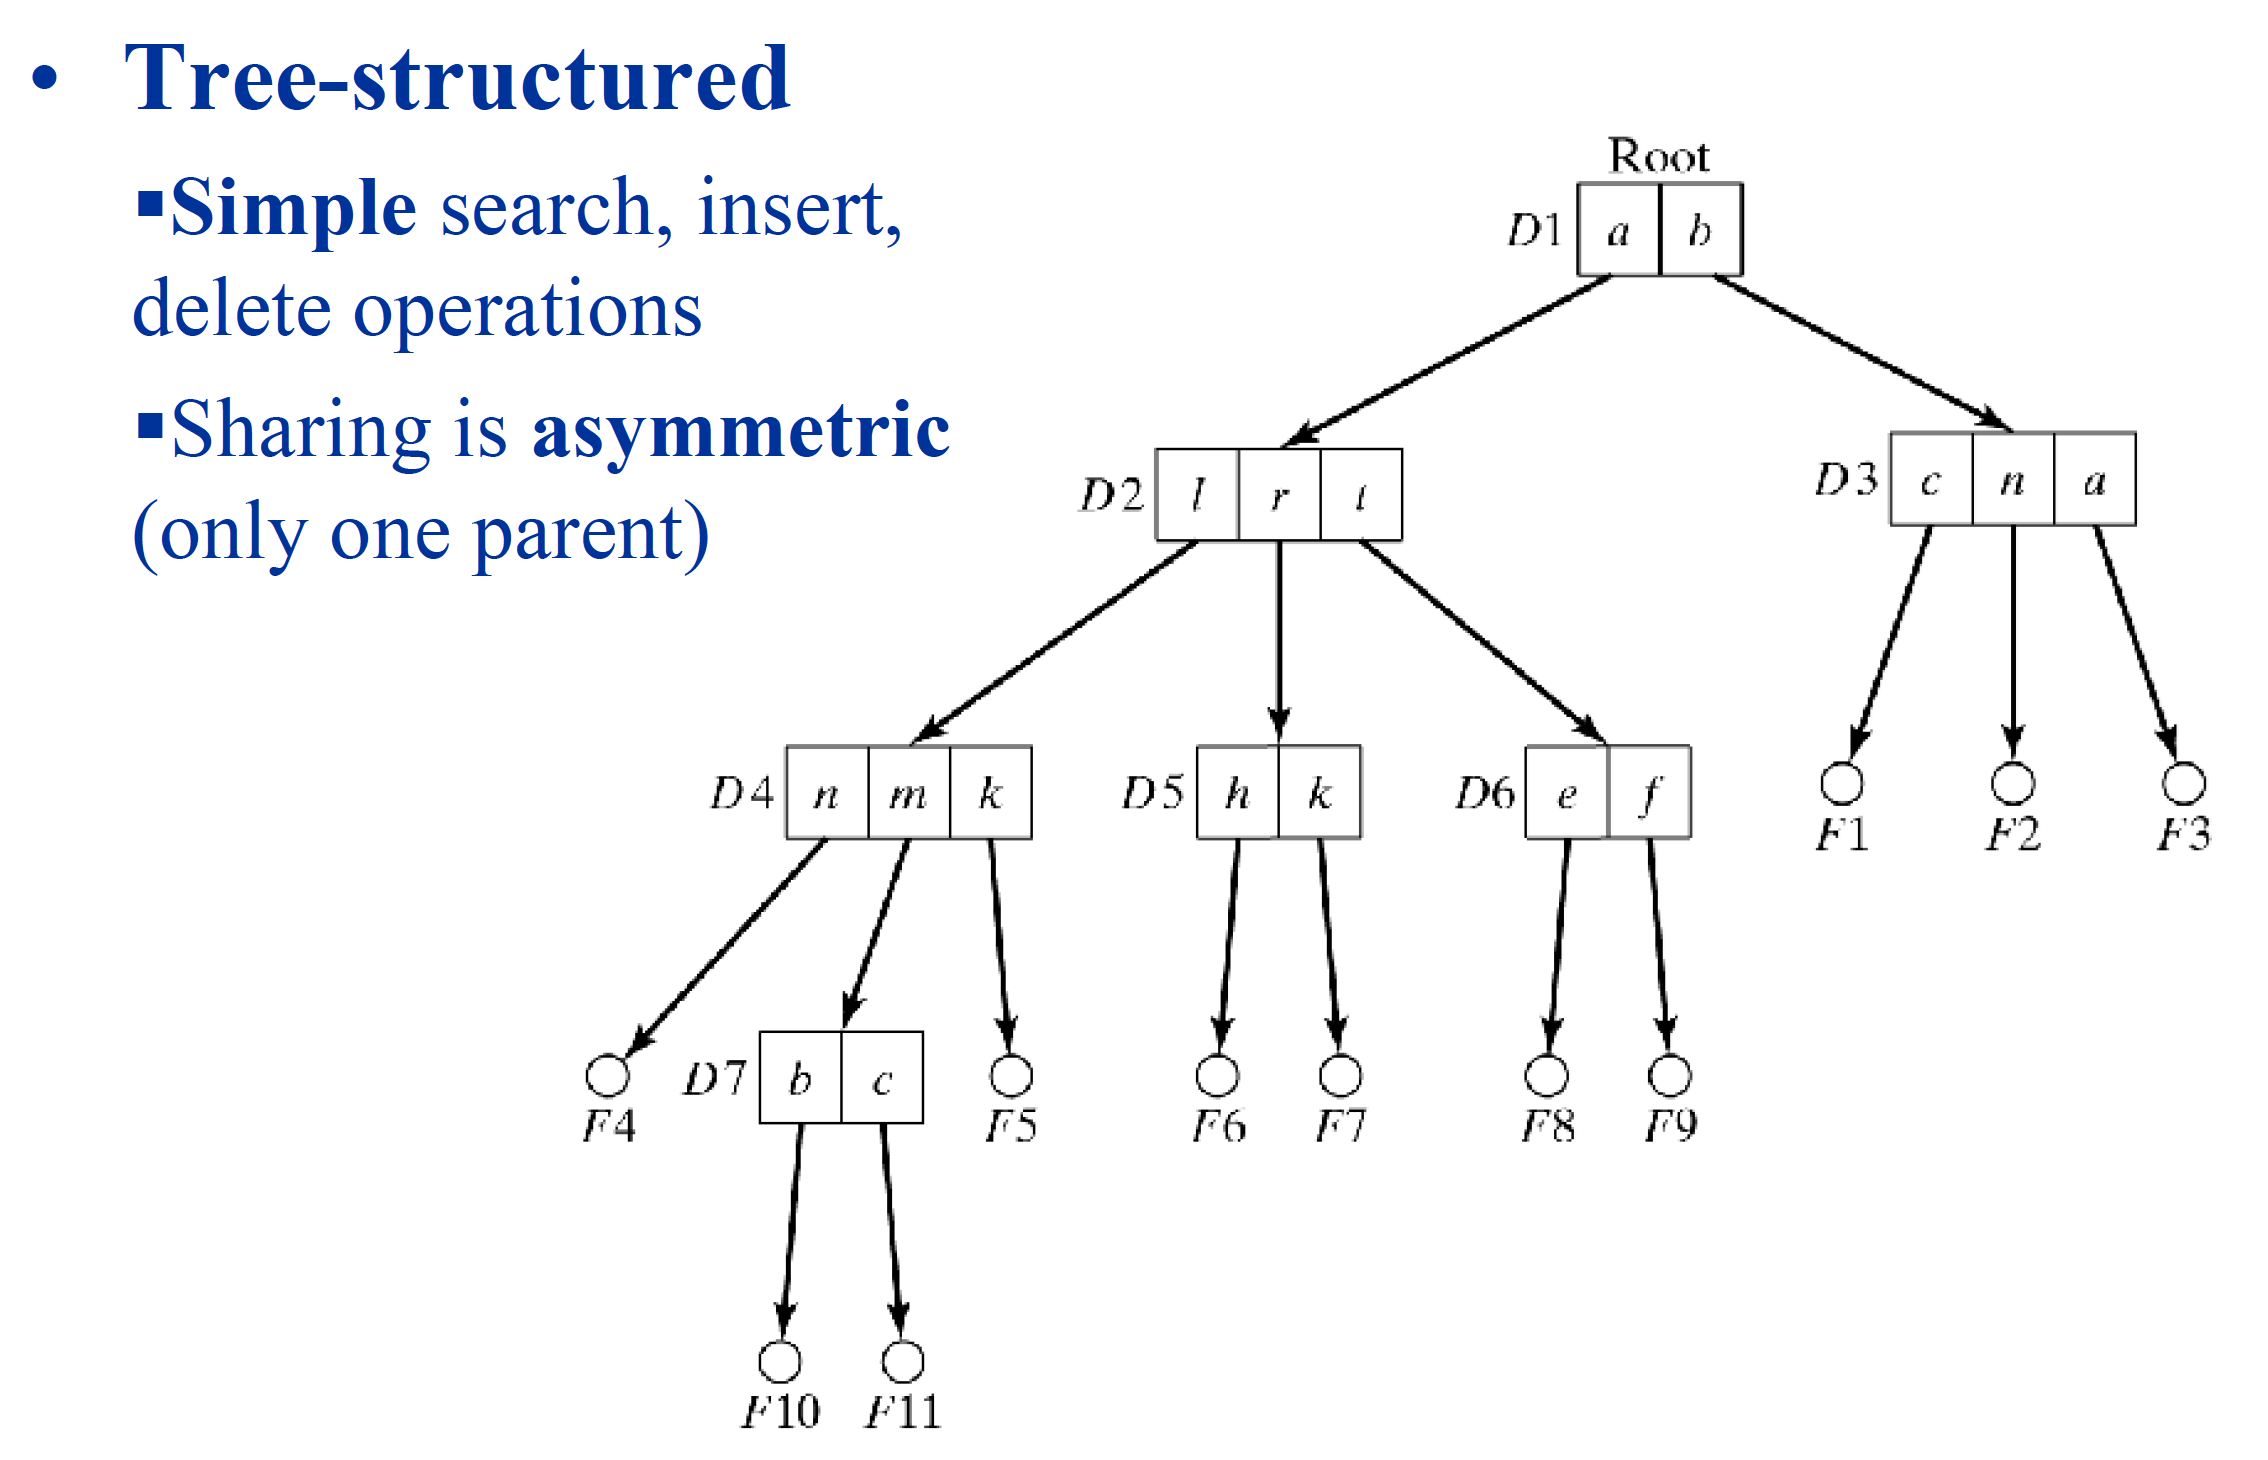 • Tree-structured
▪Simple search, insert,
delete operations
▪Sharing is asymmetric
(only one parent)
Root
D1 a b
D2 l r t
D3 c n a
D4 n m k
D5 h k
D6 e f
F1 F2 F3
D7 b c
F4 F5 F6 F7 F8 F9
F10 F11